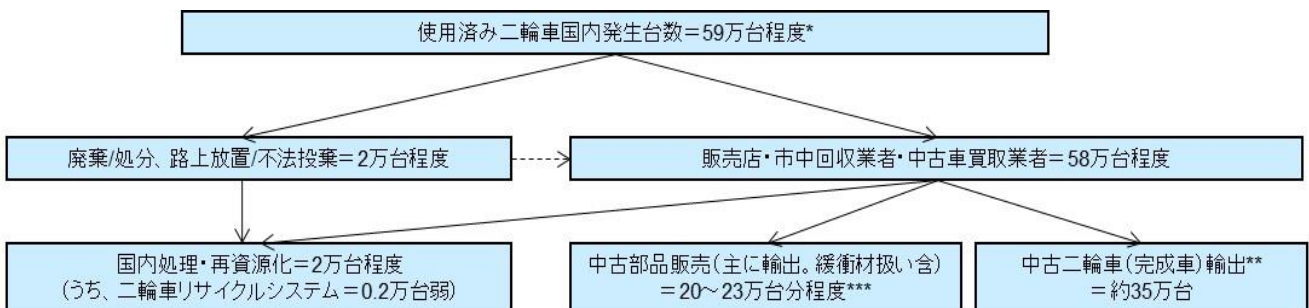 使用済み二輪車国内発生台数＝59万台程度*
廃棄/処分、路上放置/不法投棄＝2万台程度
販売店・市中回収業者・中古車買取業者＝58万台程度
国内処理・再資源化＝2万台程度
(うち、二輪車リサイクルシステム＝0.2万台弱)
中古部品販売(主に輸出。緩衝材扱い含)
＝20～23万台分程度***
中古二輪車(完成車)輸出**
＝約35万台